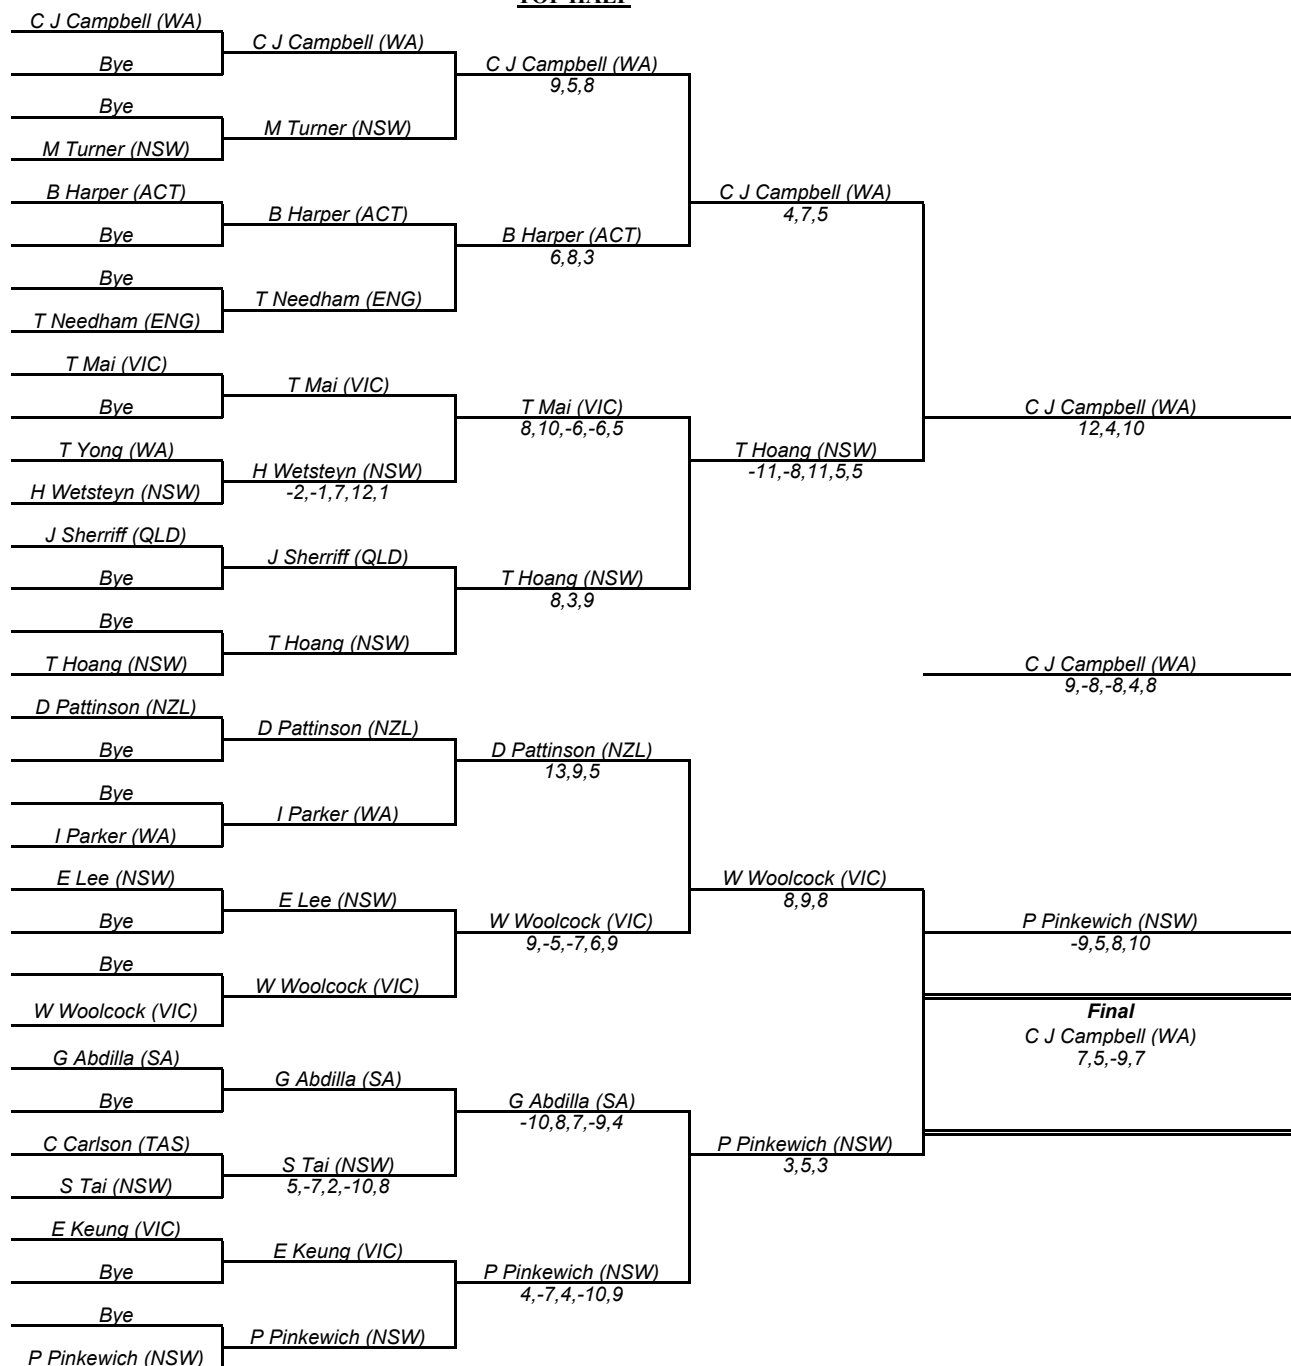 C J Campbell (WA)
C J Campbell (WA)
Bye
C J Campbell (WA)
9,5,8
Bye
M Turner (NSW)
M Turner (NSW)
B Harper (ACT)
C J Campbell (WA)
4,7,5
B Harper (ACT)
Bye
B Harper (ACT)
6,8,3
Bye
T Needham (ENG)
T Needham (ENG)
T Mai (VIC)
T Mai (VIC)
Bye
T Mai (VIC)
8,10,-6,-6,5
C J Campbell (WA)
12,4,10
T Yong (WA)
T Hoang (NSW)
-11,-8,11,5,5
H Wetsteyn (NSW)
-2,-1,7,12,1
H Wetsteyn (NSW)
J Sherriff (QLD)
J Sherriff (QLD)
Bye
T Hoang (NSW)
8,3,9
Bye
T Hoang (NSW)
T Hoang (NSW)
C J Campbell (WA)
9,-8,-8,4,8
D Pattinson (NZL)
D Pattinson (NZL)
Bye
D Pattinson (NZL)
13,9,5
Bye
I Parker (WA)
I Parker (WA)
E Lee (NSW)
W Woolcock (VIC)
8,9,8
E Lee (NSW)
Bye
W Woolcock (VIC)
9,-5,-7,6,9
P Pinkewich (NSW)
-9,5,8,10
Bye
W Woolcock (VIC)
W Woolcock (VIC)
Final
C J Campbell (WA)
7,5,-9,7
G Abdilla (SA)
G Abdilla (SA)
Bye
G Abdilla (SA)
-10,8,7,-9,4
C Carlson (TAS)
P Pinkewich (NSW)
3,5,3
S Tai (NSW)
5,-7,2,-10,8
S Tai (NSW)
E Keung (VIC)
E Keung (VIC)
Bye
P Pinkewich (NSW)
4,-7,4,-10,9
Bye
P Pinkewich (NSW)
P Pinkewich (NSW)